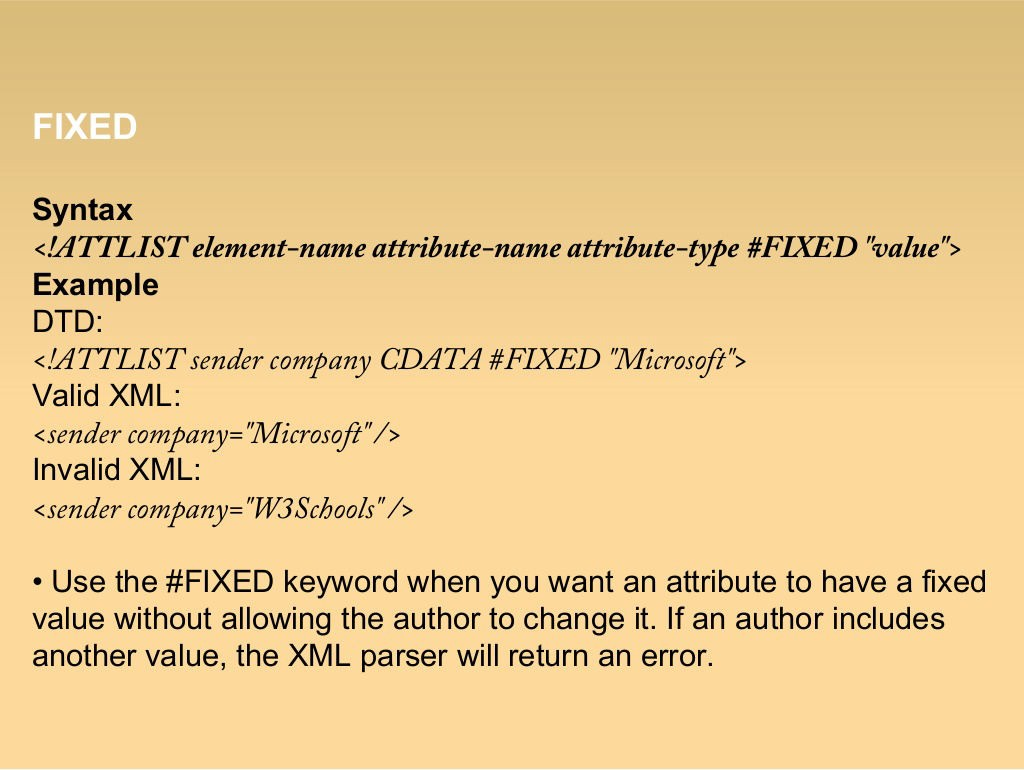 FIXED
Syntax
<!ATTLIST element-name attribute-name attribute-type #FIXED "value">
Example
DTD:
<!ATTLIST sender company CDATA #FIXED "Microsoft">
Valid XML:
<sender company="Microsoft" />
Invalid XML:
<sender company="W3Schools" />
• Use the #FIXED keyword when you want an attribute to have a fixed
value without allowing the author to change it. If an author includes
another value, the XML parser will return an error.